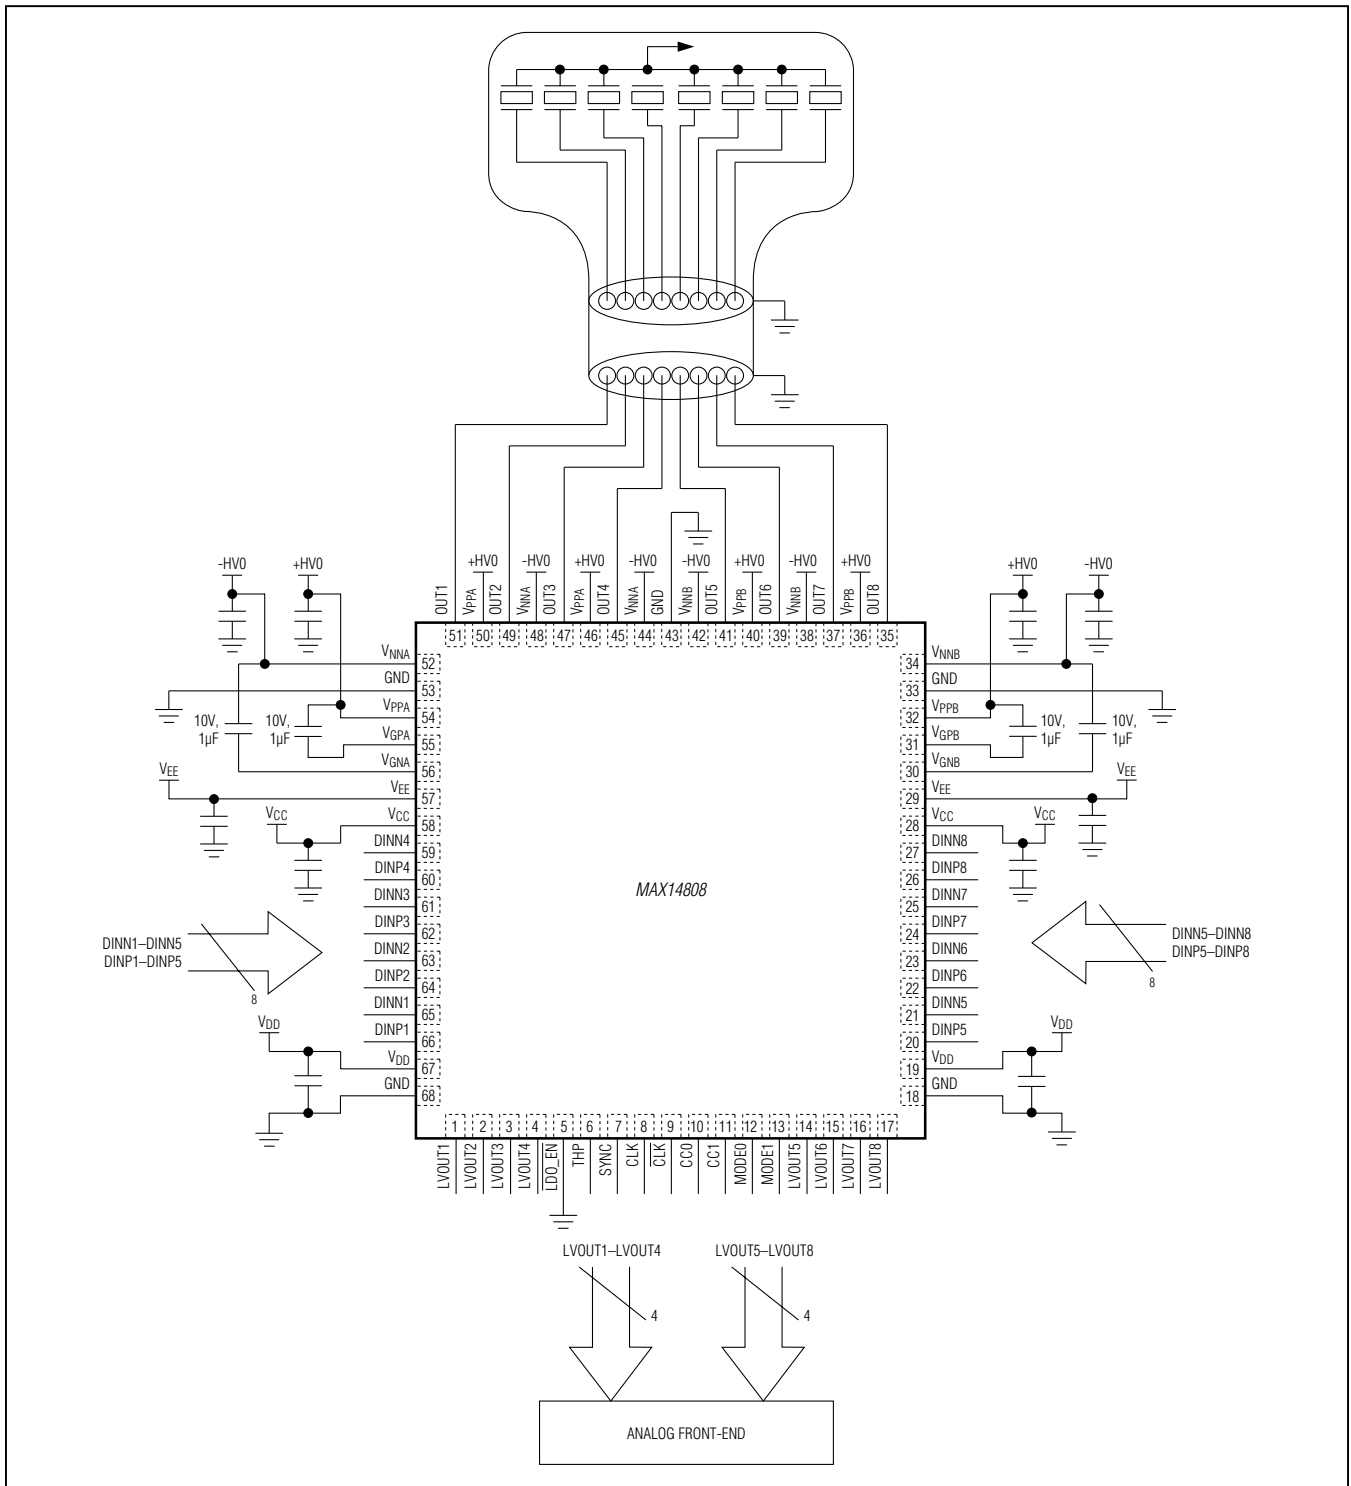 -HV0
+HV0
OUT1
VPPA
+HV0
OUT2
VNNA
-HV0
OUT3
VPPA
+HV0
OUT4
VNNA
-HV0
GND
VNNB
-HV0
OUT5
VPPB
+HV0
OUT6
VNNB
-HV0
OUT7
VPPB
+HV0
OUT8
+HV0
-HV0
51 50 49 48 47 46 45 44 43 42 41 40 39 38 37 36 35
VNNA 52
GND 53
VPPA 54
VGPA 55
VGNA 56
VEE 57
VCC 58
DINN4 59
DINP4 60
DINN3 61
DINP3 62
DINN2 63
DINP2 64
DINN1 65
DINP1 66
VDD 67
GND 68
10V,
1µF
10V,
1µF
VEE
VCC
DINN1–DINN5
DINP1–DINP5
8
VDD
MAX14808
34 VNNB
33 GND
32 VPPB
31 VGPB
30 VGNB
29 VEE
28 VCC
27 DINN8
26 DINP8
25 DINN7
24 DINP7
23 DINN6
22 DINP6
21 DINN5
20 DINP5
19 VDD
18 GND
10V,
1µF
10V,
1µF
VEE
VCC
DINN5–DINN8
DINP5–DINP8
8
VDD
1 2 3 4 5 6 7 8 9 10 11 12 13 14 15 16 17
LVOUT1
LVOUT2
LVOUT3
LVOUT4
LDO_EN
THP
SYNC
CLK
CLK
CC0
CC1
MODE0
MODE1
LVOUT5
LVOUT6
LVOUT7
LVOUT8
LVOUT1–LVOUT4
LVOUT5–LVOUT8
4
4
ANALOG FRONT-END